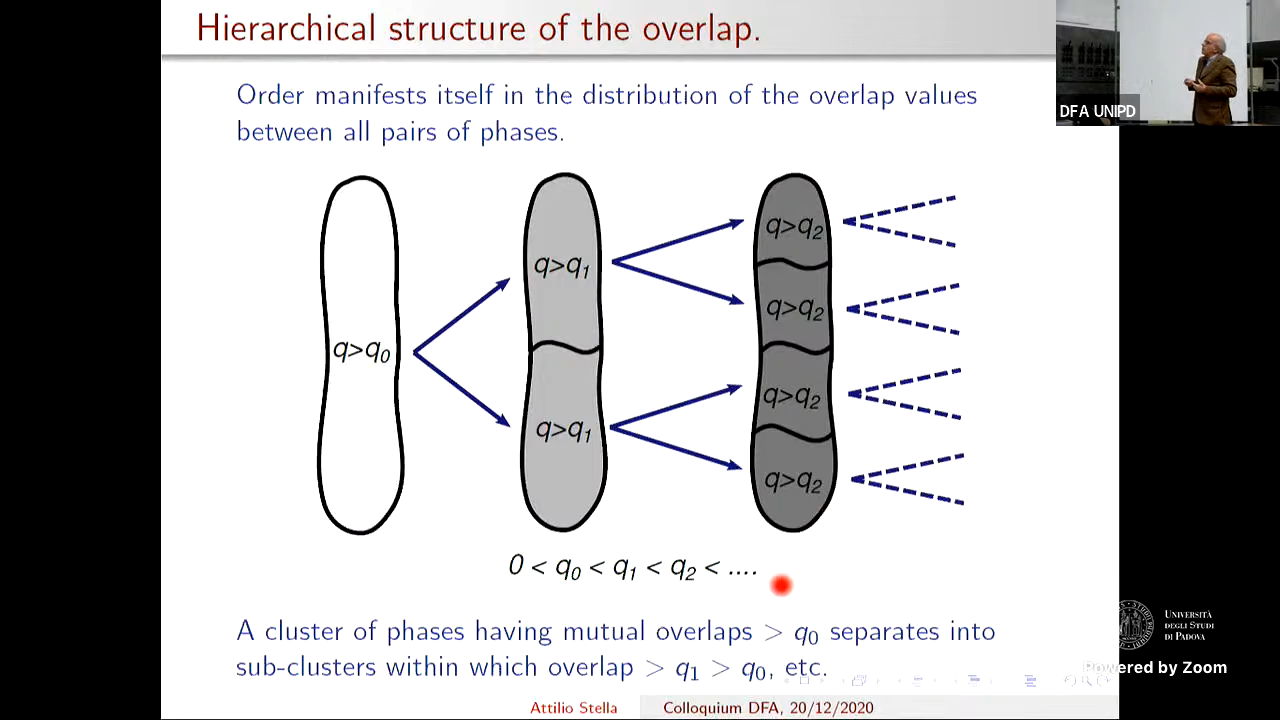 Hierarchical structure of the overlap.
DFA UNIPD
Order manifests itself in the distribution of the overlap values
between all pairs of phases.
q>q0
q>q1
q>q1
q>q2
q>q2
q>q2
q>q2
0 < q0 < q1 < q2 < ....
A cluster of phases having mutual overlaps > q0 separates into
sub-clusters within which overlap > q1 > q0, etc.
UNIVERSITÀ
DEGLI STUDI
DI PADOVA
Powered by Zoom
Attilio Stella
Colloquium DFA, 20/12/2020